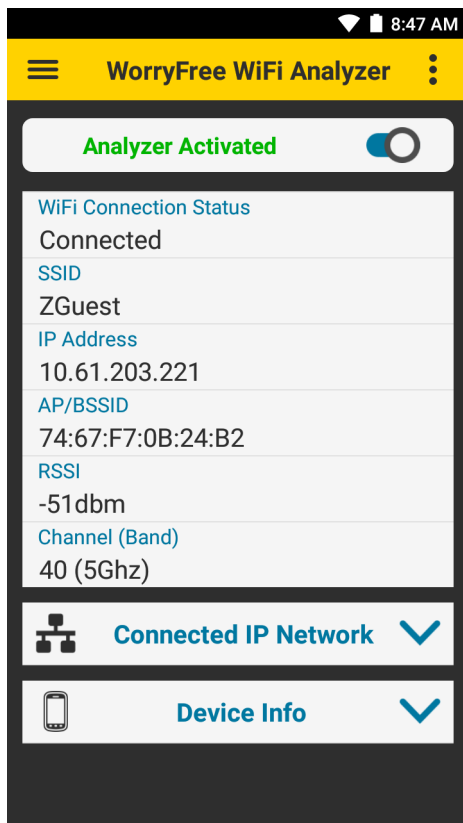 8:47 AM
WorryFree WiFi Analyzer
Analyzer Activated
WiFi Connection Status
Connected
SSID
ZGuest
IP Address
10.61.203.221
AP/BSSID
74:67:F7:0B:24:B2
RSSI
-51dbm
Channel (Band)
40 (5Ghz)
Connected IP Network
Device Info